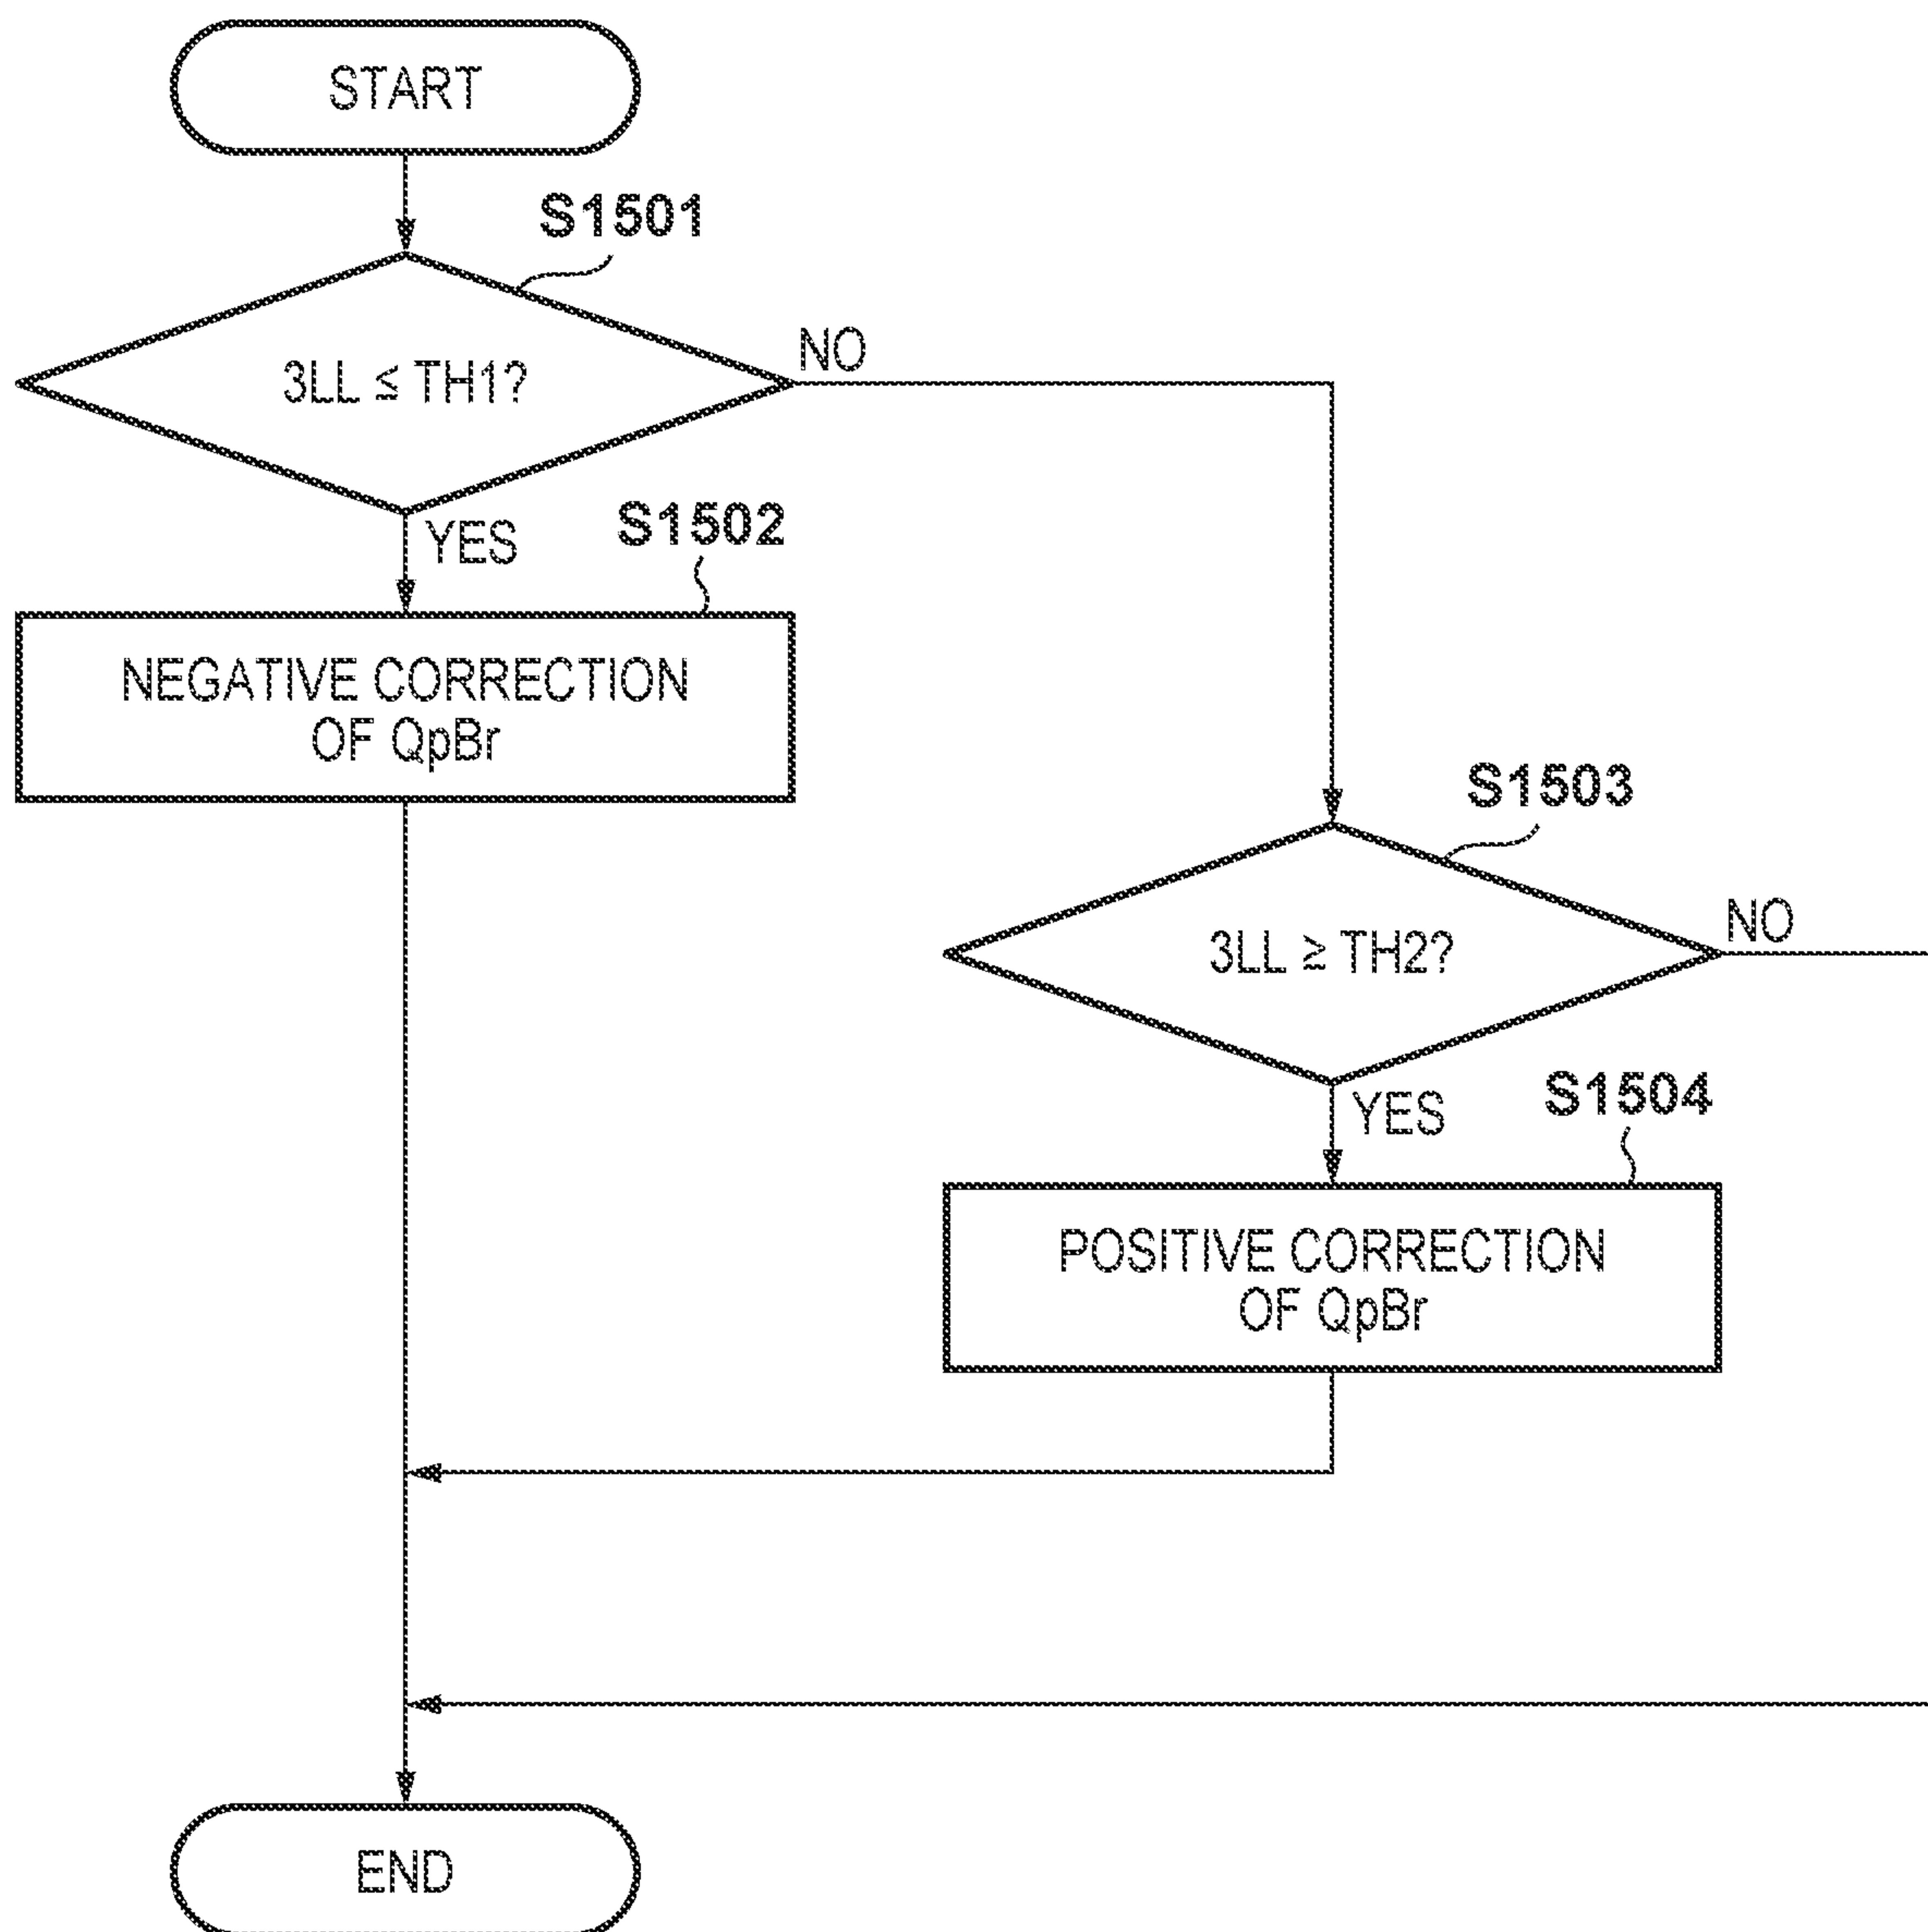 START
S1501
3LL ≤ TH1?
NO
YES
S1502
NEGATIVE CORRECTION
OF QpBr
S1503
3LL ≥ TH2?
NO
YES
S1504
POSITIVE CORRECTION
OF QpBr
END